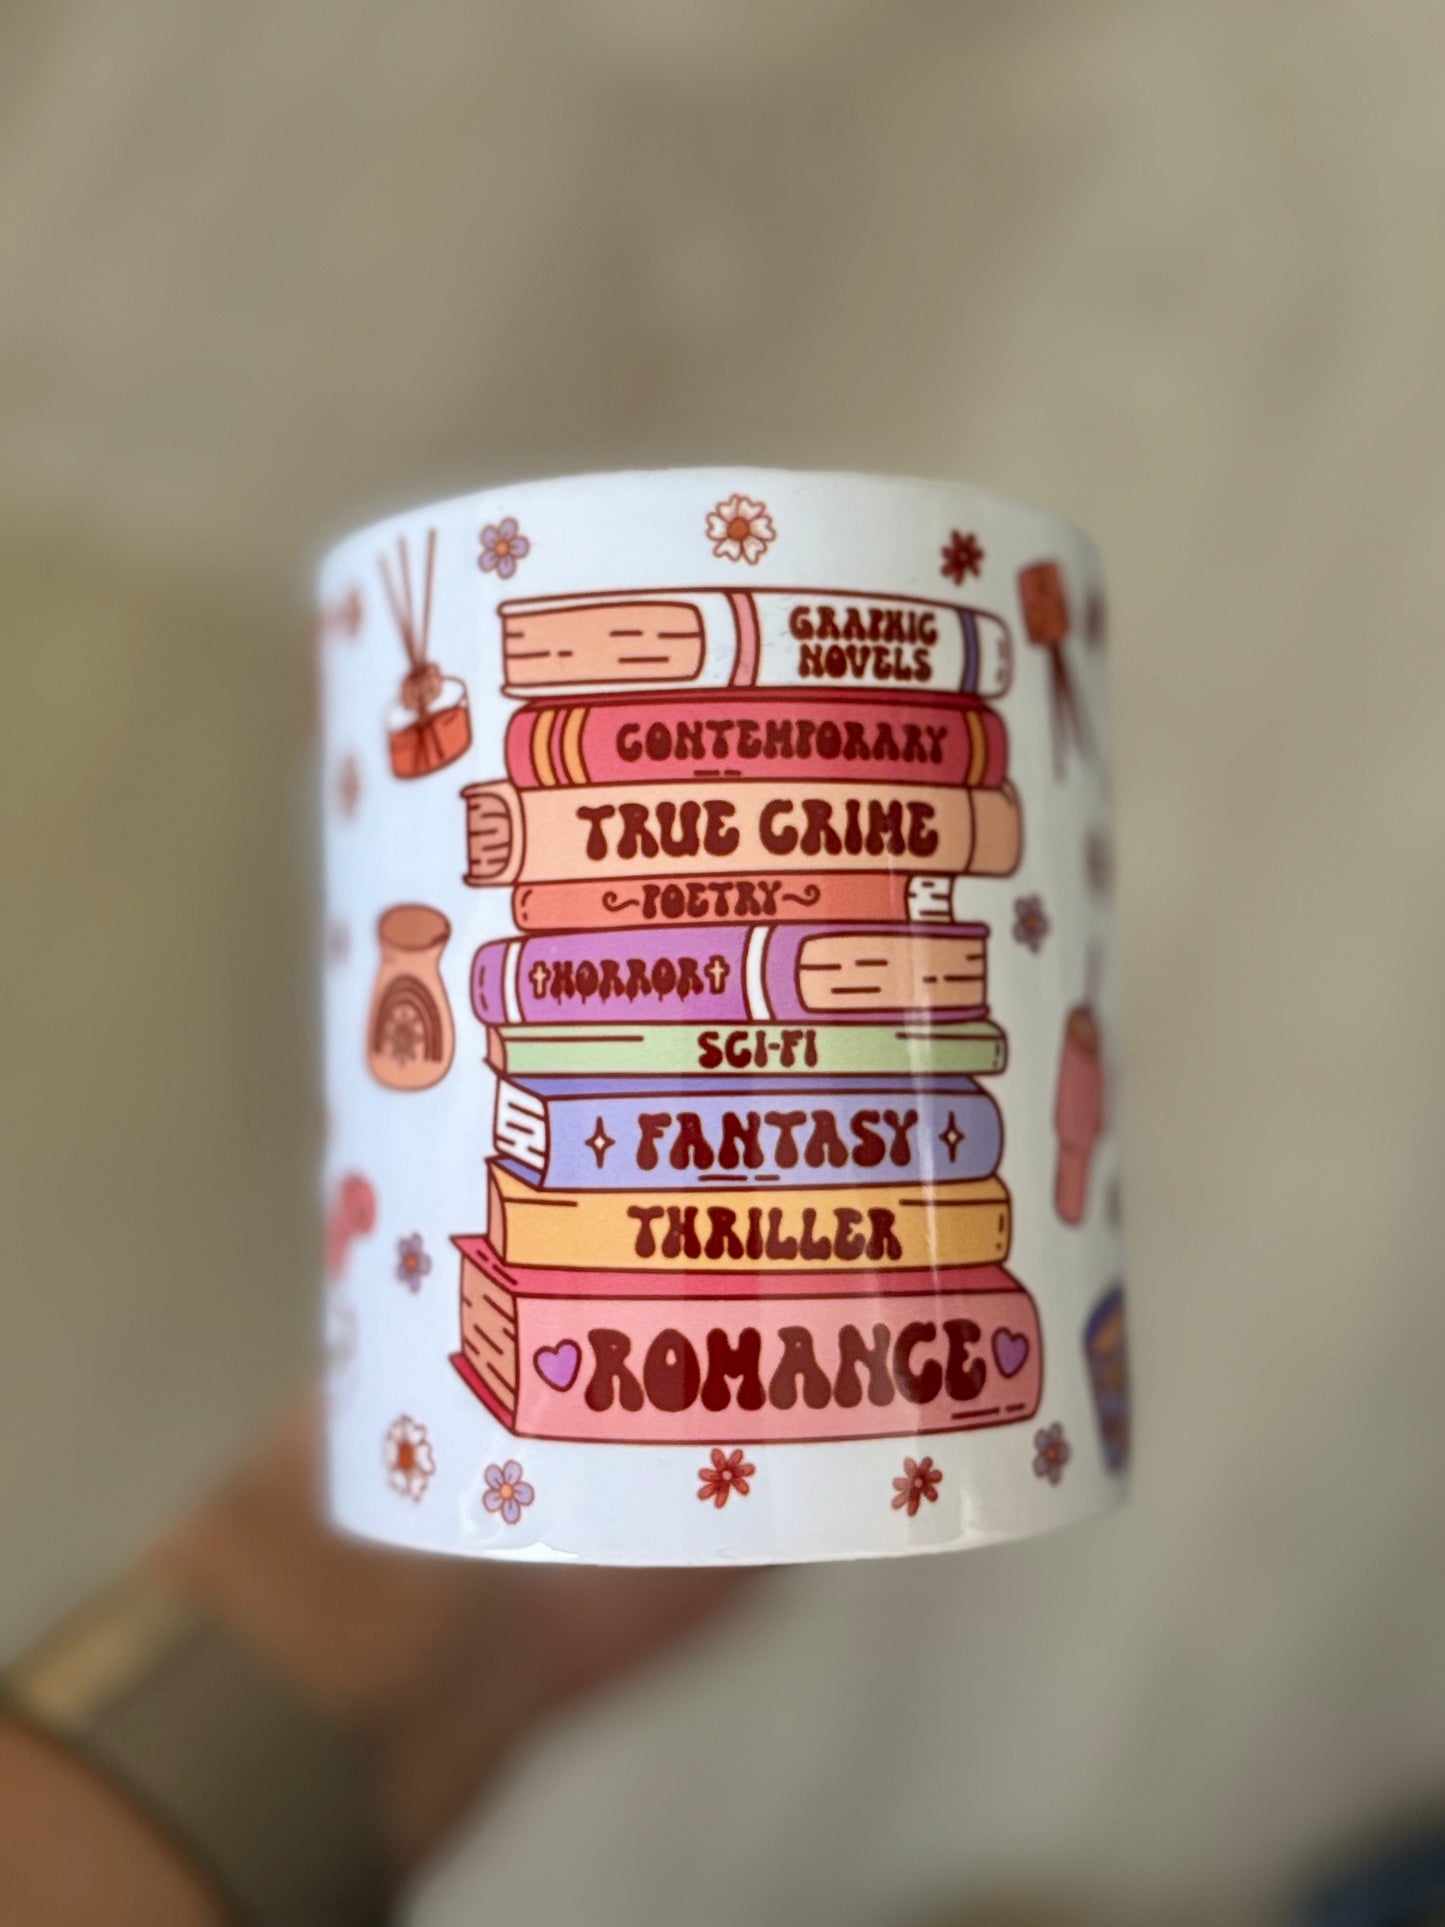 GRAPHIC
NOVELS
CONTEMPORARY
TRUE CRIME
POETRY
HORROR
SCI-FI
FANTASY
THRILLER
ROMANCE